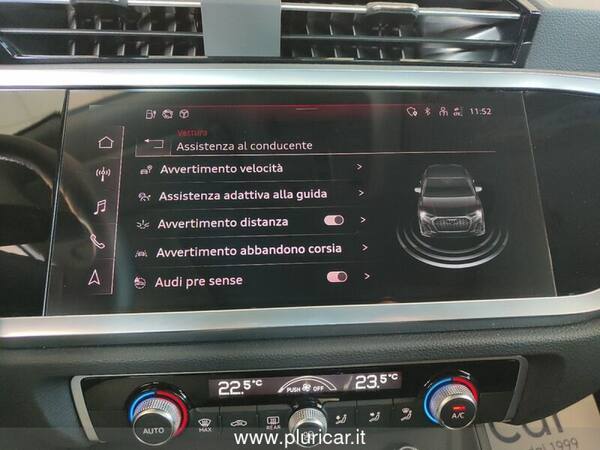 11:52
Vettura
Assistenza al conducente
Avvertimento velocità
Assistenza adattiva alla guida
Avvertimento distanza
Avvertimento abbandono corsia
Audi pre sense
22.5°C
PUSH OFF
23.5°C
AUTO
MAX
REAR
A/C
www.pluricar.it
1999